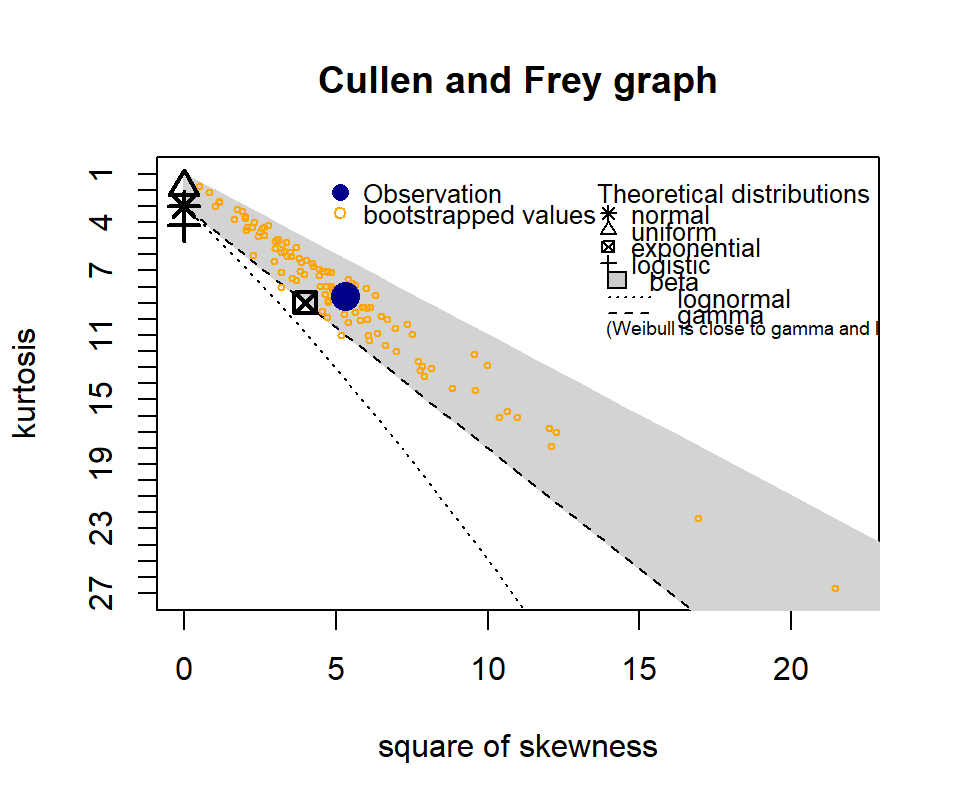 Cullen and Frey graph
Observation
bootstrapped values
Theoretical distributions
normal
uniform
exponential
logistic
beta
lognormal
gamma
(Weibull is close to gamma and l
kurtosis
1
4
7
11
15
19
23
27
0 5 10 15 20
square of skewness